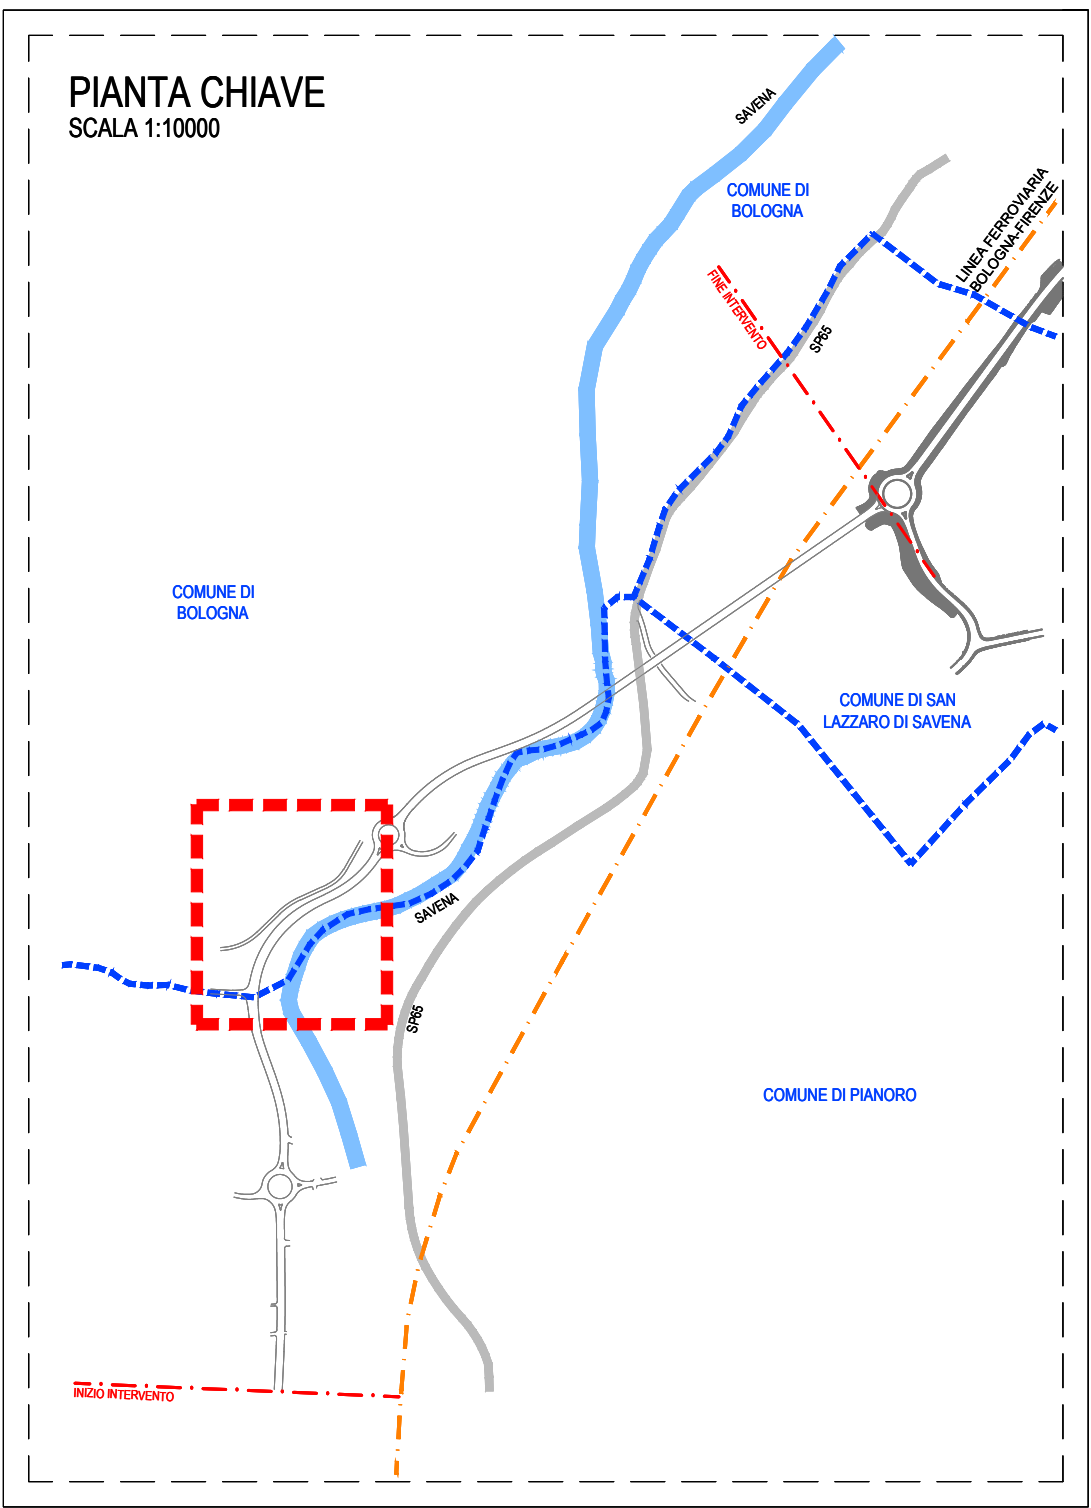 PIANTA CHIAVE
SCALA 1:10000
SAVENA
COMUNE DI
BOLOGNA
LINEA FERROVIARIA
BOLOGNA-FIRENZE
FINE INTERVENTO
SP65
COMUNE DI
BOLOGNA
COMUNE DI SAN
LAZZARO DI SAVENA
SAVENA
SP65
COMUNE DI PIANORO
INIZIO INTERVENTO